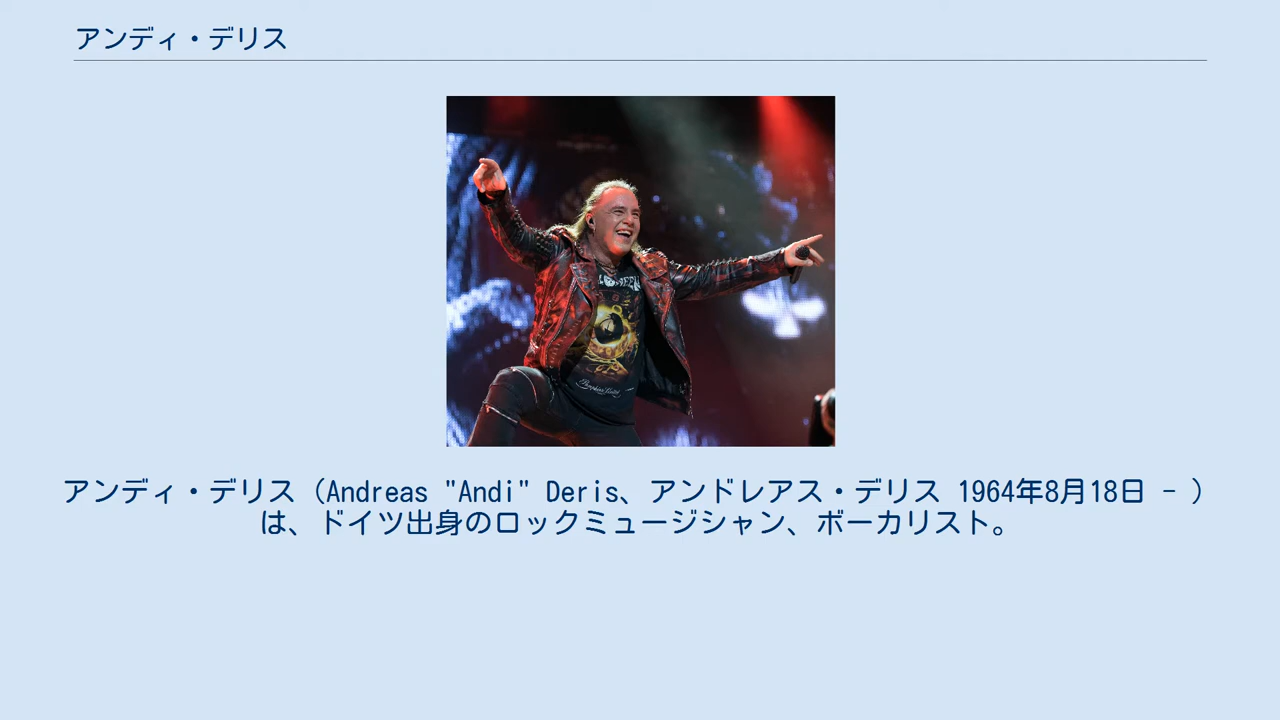 アンディ・デリス
アンディ・デリス（Andreas "Andi" Deris、アンドレアス・デリス 1964年8月18日 - ）
は、ドイツ出身のロックミュージシャン、ボーカリスト。